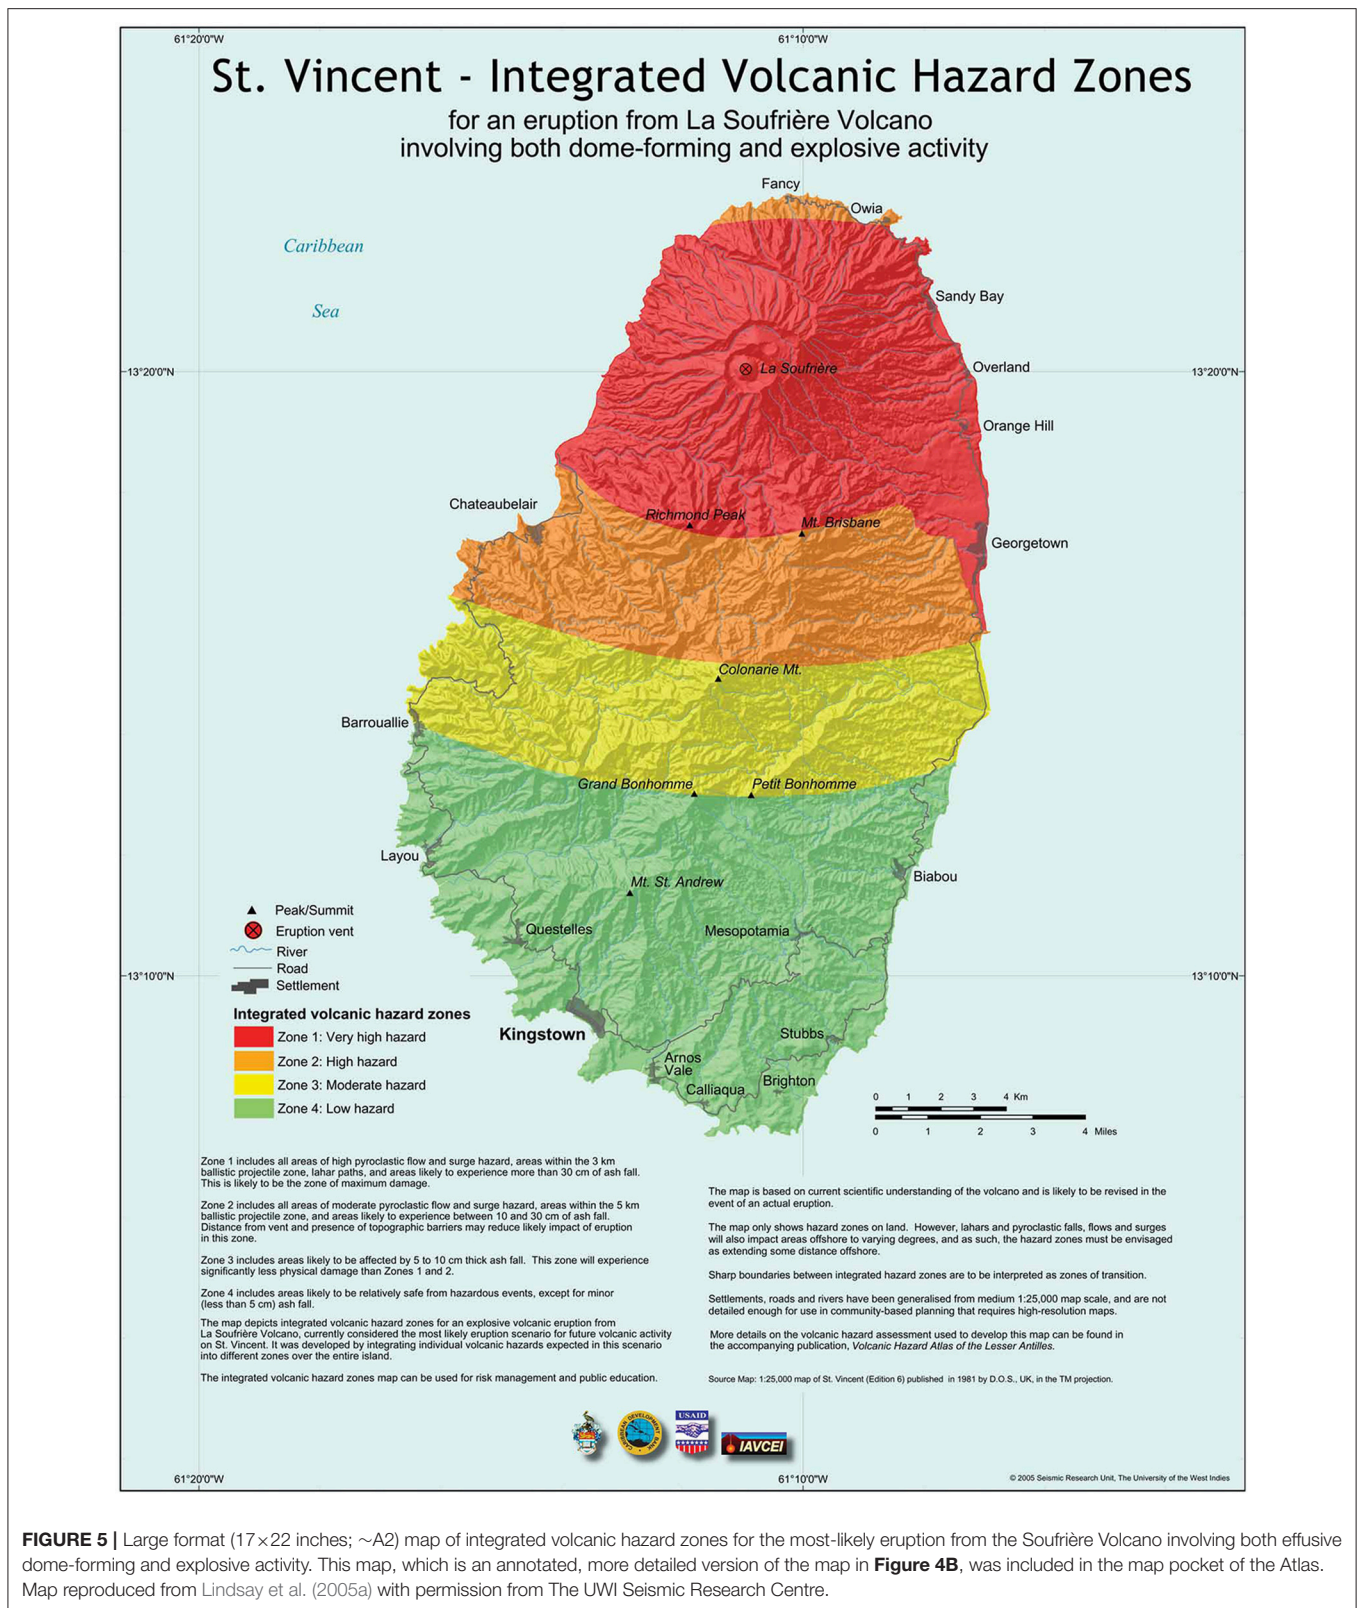 61°20'0"W
61°10'0"W
St. Vincent - Integrated Volcanic Hazard Zones
for an eruption from La Soufrière Volcano
involving both dome-forming and explosive activity
Fancy
Owia
Caribbean
Sea
Sandy Bay
13°20'0"N
La Soufrière
Overland
13°20'0"N
Orange Hill
Chateaubelair
Richmond Peak
Mt. Brisbane
Georgetown
Colonarie Mt.
Barrouallie
Grand Bonhomme
Petit Bonhomme
Layou
Mt. St. Andrew
Biabou
Questelles
Mesopotamia
13°10'0"N
13°10'0"N
Kingstown
Stubbs
Arnos
Vale
Calliaqua
Brighton
Peak/Summit
Eruption vent
River
Road
Settlement
Integrated volcanic hazard zones
Zone 1: Very high hazard
Zone 2: High hazard
Zone 3: Moderate hazard
Zone 4: Low hazard
0 1 2 3 4 Km
0 1 2 3 4 Miles
Zone 1 includes all areas of high pyroclastic flow and surge hazard, areas within the 3 km
ballistic projectile zone, lahar paths, and areas likely to experience more than 30 cm of ash fall.
This is likely to be the zone of maximum damage.
Zone 2 includes all areas of moderate pyroclastic flow and surge hazard, areas within the 5 km
ballistic projectile zone, and areas likely to experience between 10 and 30 cm of ash fall.
Distance from vent and presence of topographic barriers may reduce likely impact of eruption
in this zone.
Zone 3 includes areas likely to be affected by 5 to 10 cm thick ash fall. This zone will experience
significantly less physical damage than Zones 1 and 2.
Zone 4 includes areas likely to be relatively safe from hazardous events, except for minor
(less than 5 cm) ash fall.
The map depicts integrated volcanic hazard zones for an explosive volcanic eruption from
La Soufrière Volcano, currently considered the most likely eruption scenario for future volcanic activity
on St. Vincent. It was developed by integrating individual volcanic hazards expected in this scenario
into different zones over the entire island.
The integrated volcanic hazard zones map can be used for risk management and public education.
The map is based on current scientific understanding of the volcano and is likely to be revised in the
event of an actual eruption.
The map only shows hazard zones on land. However, lahars and pyroclastic falls, flows and surges
will also impact areas offshore to varying degrees, and as such, the hazard zones must be envisaged
as extending some distance offshore.
Sharp boundaries between integrated hazard zones are to be interpreted as zones of transition.
Settlements, roads and rivers have been generalised from medium 1:25,000 map scale, and are not
detailed enough for use in community-based planning that requires high-resolution maps.
More details on the volcanic hazard assessment used to develop this map can be found in
the accompanying publication, Volcanic Hazard Atlas of the Lesser Antilles.
Source Map: 1:25,000 map of St. Vincent (Edition 6) published in 1981 by D.O.S., UK, in the TM projection.
CARIBBEAN DEVELOPMENT BANK
USAID
IAVCEI
61°20'0"W
61°10'0"W
© 2005 Seismic Research Unit, The University of the West Indies
FIGURE 5 | Large format (17×22 inches; ∼A2) map of integrated volcanic hazard zones for the most-likely eruption from the Soufrière Volcano involving both effusive
dome-forming and explosive activity. This map, which is an annotated, more detailed version of the map in Figure 4B, was included in the map pocket of the Atlas.
Map reproduced from Lindsay et al. (2005a) with permission from The UWI Seismic Research Centre.